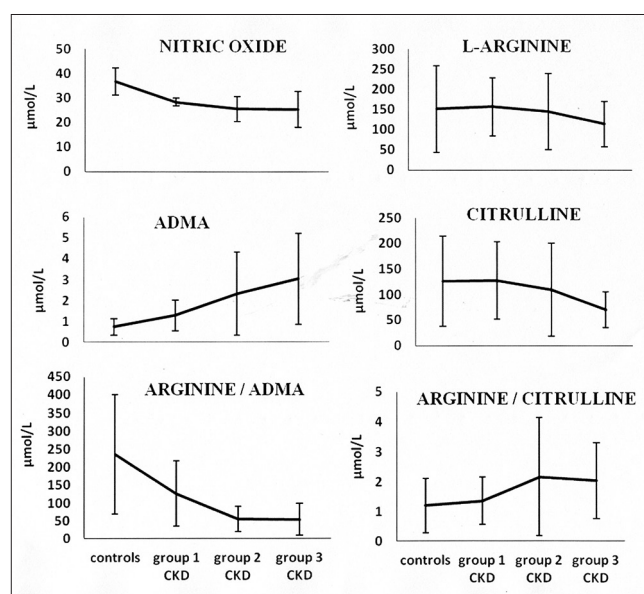 NITRIC OXIDE
µmol/L
50
40
30
20
10
0
L-ARGININE
µmol/L
300
250
200
150
100
50
0
ADMA
µmol/L
6
5
4
3
2
1
0
CITRULLINE
µmol/L
250
200
150
100
50
0
ARGININE / ADMA
µmol/L
450
400
350
300
250
200
150
100
50
0
controls
group 1
CKD
group 2
CKD
group 3
CKD
ARGININE / CITRULLINE
µmol/L
5
4
3
2
1
0
controls
group 1
CKD
group 2
CKD
group 3
CKD